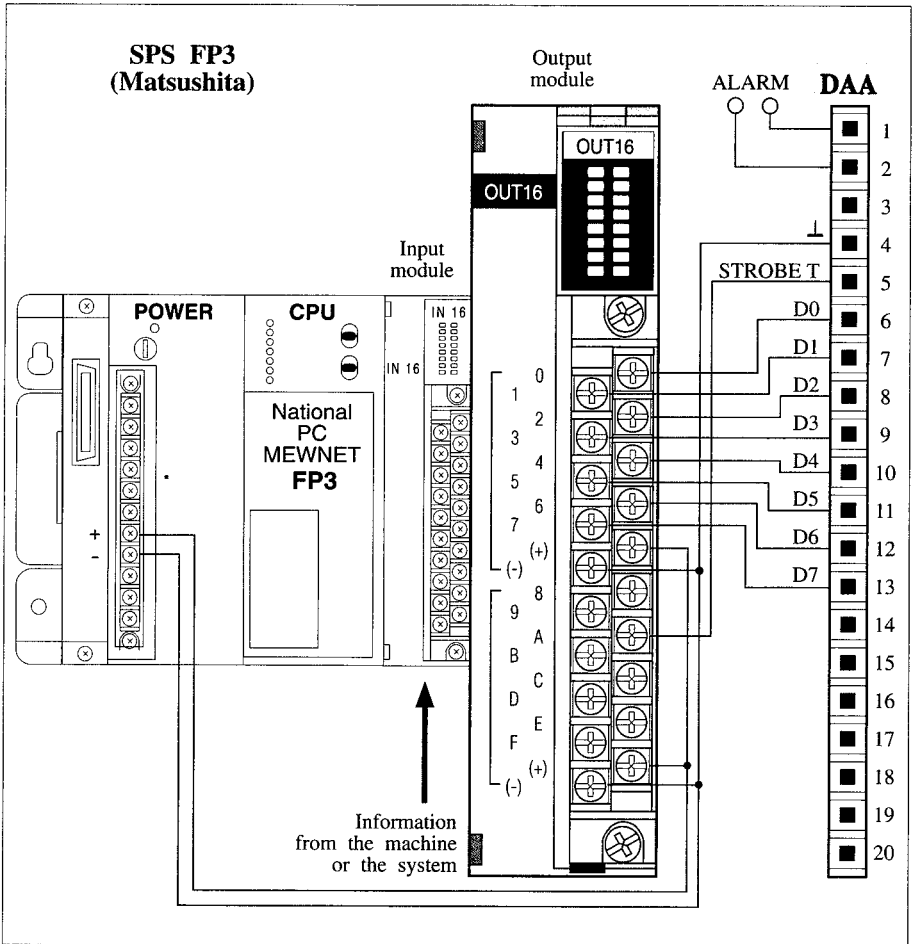 SPS FP3
(Matsushita)
Output
module
ALARM
DAA
OUT16
OUT16
1
2
3
⊥ 4
STROBE T 5
D0 6
D1 7
D2 8
D3 9
D4 10
D5 11
D6 12
D7 13
14
15
16
17
18
19
20
Input
module
POWER
CPU
IN 16
IN 16
National
PC
MEWNET
FP3
+
-
0
1
2
3
4
5
6
7
(+)
(-)
8
9
A
B
C
D
E
F
(+)
(-)
Information
from the machine
or the system